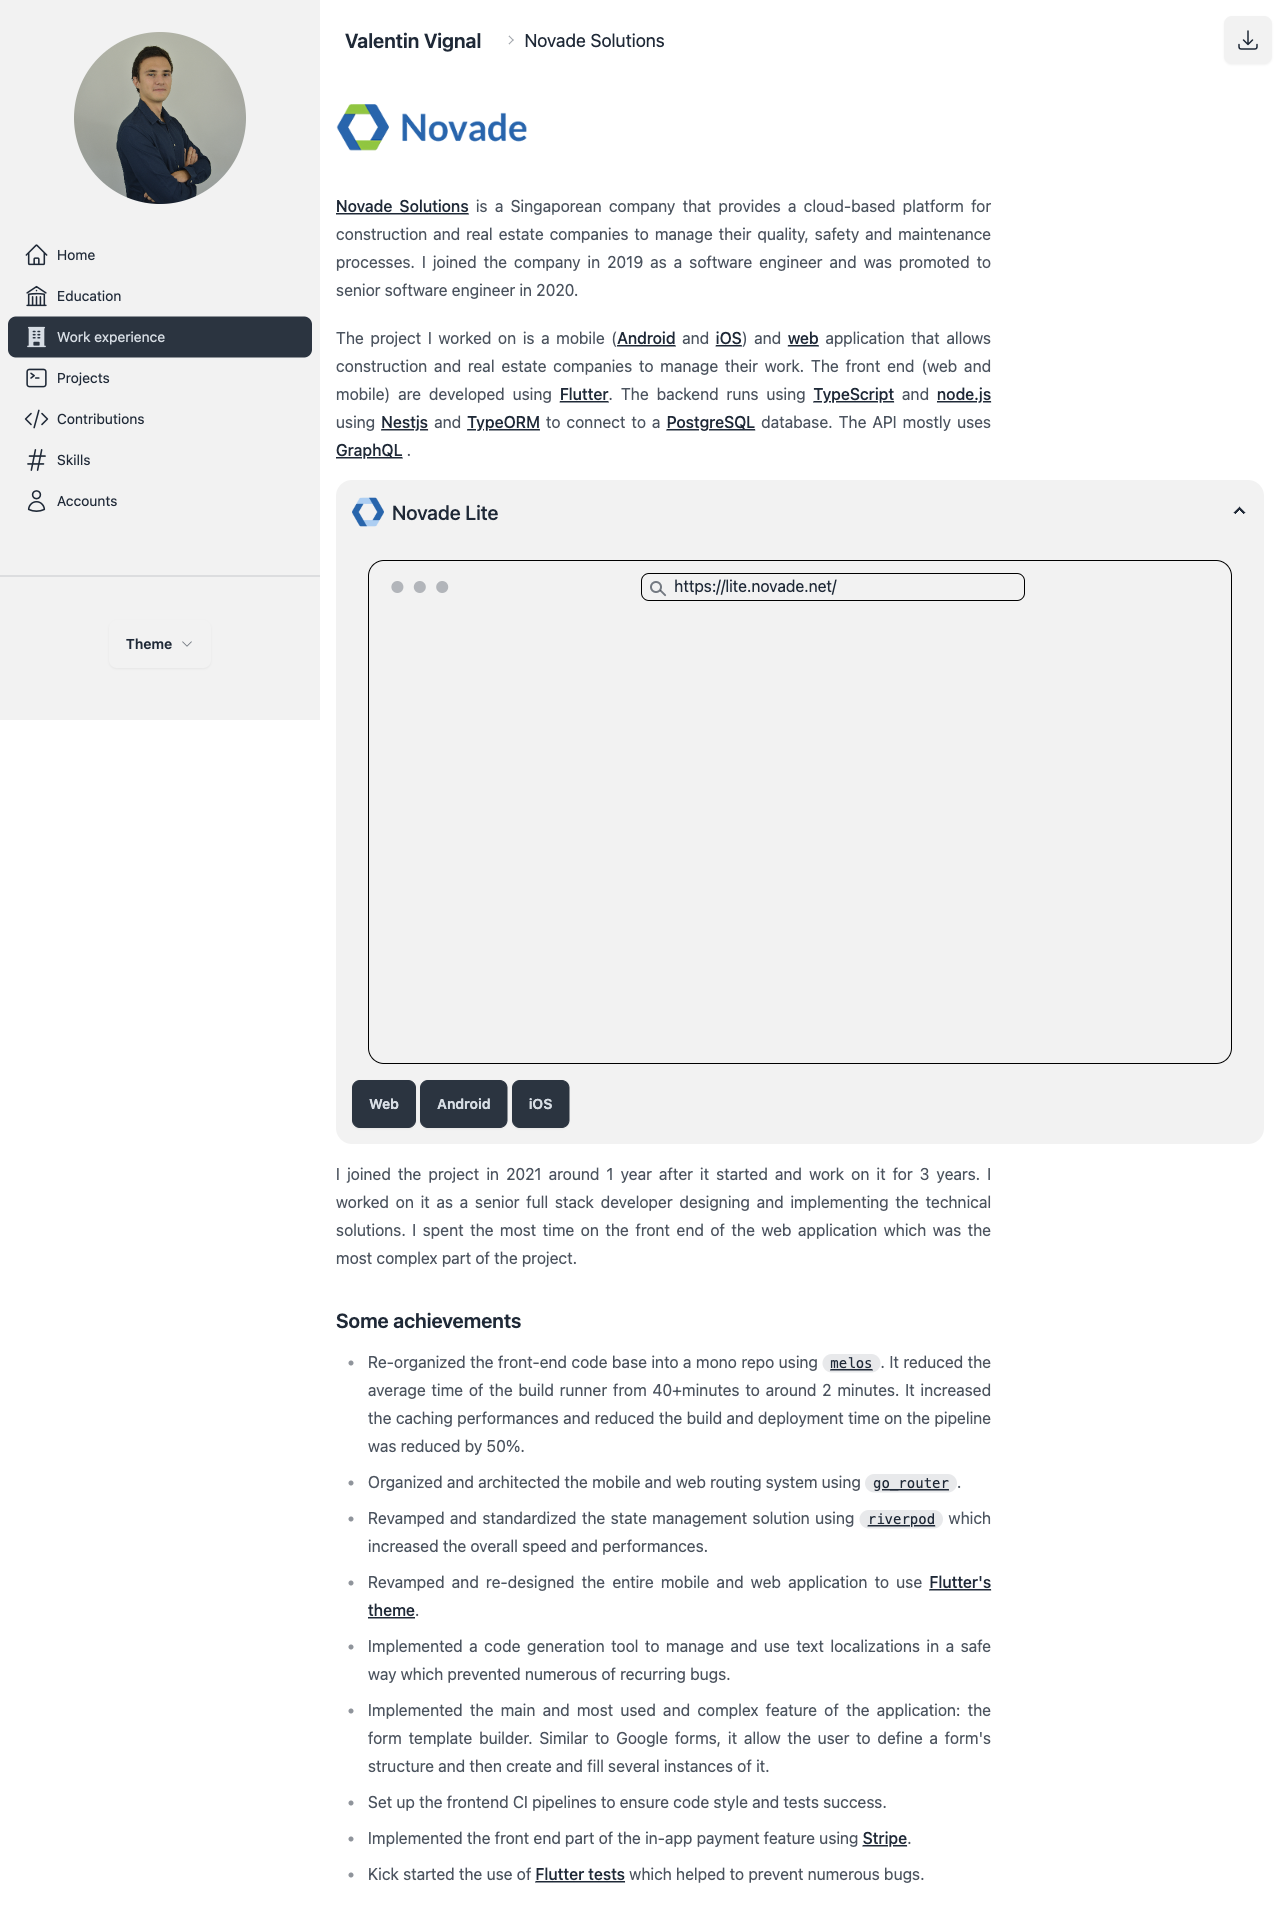 Home
Education
Work experience
Projects
Contributions
Skills
Accounts
Theme
Valentin Vignal
Novade Solutions
Novade
Novade Solutions is a Singaporean company that provides a cloud-based platform for
construction and real estate companies to manage their quality, safety and maintenance
processes. I joined the company in 2019 as a software engineer and was promoted to
senior software engineer in 2020.
The project I worked on is a mobile (Android and iOS) and web application that allows
construction and real estate companies to manage their work. The front end (web and
mobile) are developed using Flutter. The backend runs using TypeScript and node.js
using Nestjs and TypeORM to connect to a PostgreSQL database. The API mostly uses
GraphQL .
Novade Lite
https://lite.novade.net/
Web
Android
iOS
I joined the project in 2021 around 1 year after it started and work on it for 3 years. I
worked on it as a senior full stack developer designing and implementing the technical
solutions. I spent the most time on the front end of the web application which was the
most complex part of the project.
Some achievements
• Re-organized the front-end code base into a mono repo using melos. It reduced the
average time of the build runner from 40+minutes to around 2 minutes. It increased
the caching performances and reduced the build and deployment time on the pipeline
was reduced by 50%.
• Organized and architected the mobile and web routing system using go_router.
• Revamped and standardized the state management solution using riverpod which
increased the overall speed and performances.
• Revamped and re-designed the entire mobile and web application to use Flutter's
theme.
• Implemented a code generation tool to manage and use text localizations in a safe
way which prevented numerous of recurring bugs.
• Implemented the main and most used and complex feature of the application: the
form template builder. Similar to Google forms, it allow the user to define a form's
structure and then create and fill several instances of it.
• Set up the frontend CI pipelines to ensure code style and tests success.
• Implemented the front end part of the in-app payment feature using Stripe.
• Kick started the use of Flutter tests which helped to prevent numerous bugs.